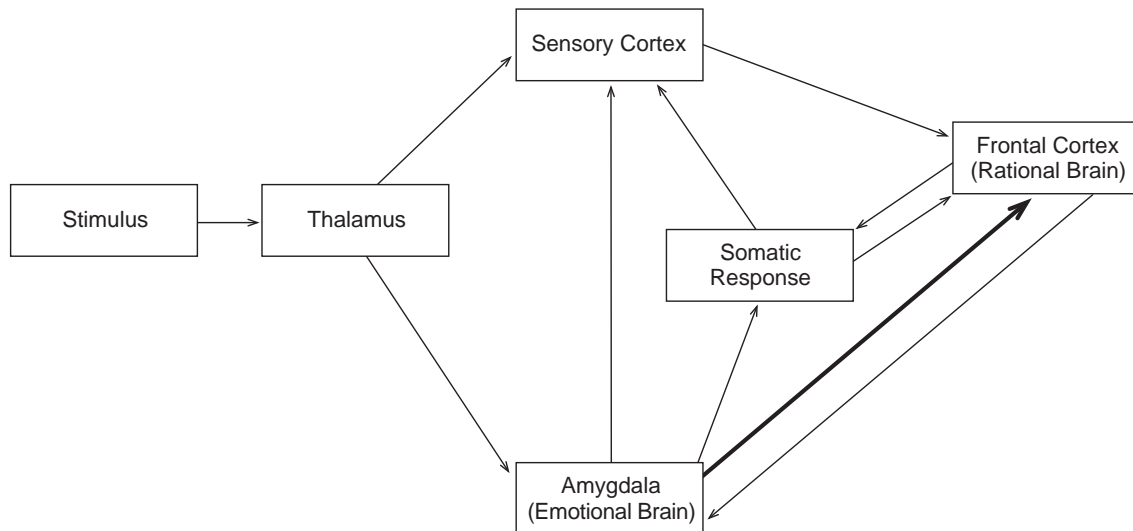 Sensory Cortex
Frontal Cortex
(Rational Brain)
Stimulus
Thalamus
Somatic
Response
Amygdala
(Emotional Brain)